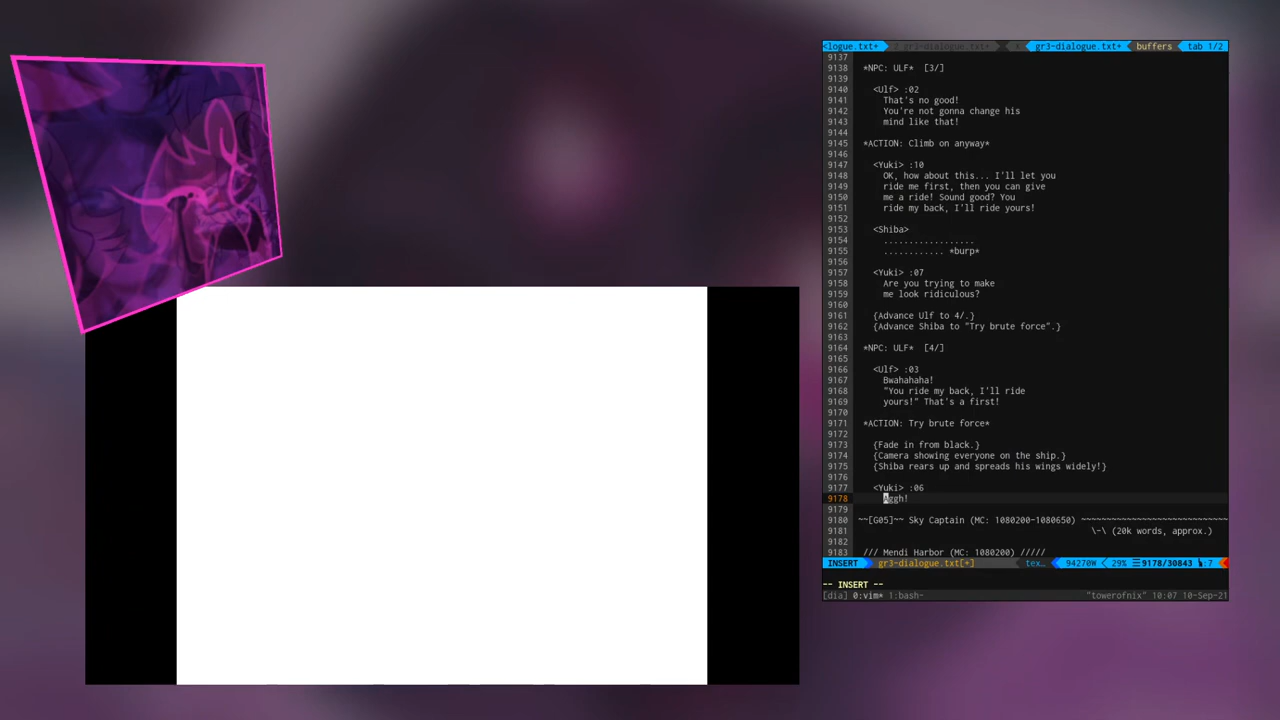 <logue.txt+ gr3-dialogue.txt+ gr3-dialogue.txt+ buffers tab 1/2
9137
9138 *NPC: ULF* [3/]
9139
9140 <Ulf> :02
9141 That's no good!
9142 You're not gonna change his
9143 mind like that!
9144
9145 *ACTION: Climb on anyway*
9146
9147 <Yuki> :10
9148 OK, how about this... I'll let you
9149 ride me first, then you can give
9150 me a ride! Sound good? You
9151 ride my back, I'll ride yours!
9152
9153 <Shiba>
9154 ..................
9155 ............ *burp*
9156
9157 <Yuki> :07
9158 Are you trying to make
9159 me look ridiculous?
9160
9161 {Advance Ulf to 4/.}
9162 {Advance Shiba to "Try brute force".}
9163
9164 *NPC: ULF* [4/]
9165
9166 <Ulf> :03
9167 Bwahahaha!
9168 "You ride my back, I'll ride
9169 yours!" That's a first!
9170
9171 *ACTION: Try brute force*
9172
9173 {Fade in from black.}
9174 {Camera showing everyone on the ship.}
9175 {Shiba rears up and spreads his wings widely!}
9176
9177 <Yuki> :06
9178 Aggh!
9179
9180 ~~[G05]~~ Sky Captain (MC: 1080200-1080650) ~~~~~~~~~~~~~~~~~~~~~~~~~~~~~
9181 \~\ (20k words, approx.)
9182
9183 /// Mendi Harbor (MC: 1080200) /////
INSERT gr3-dialogue.txt[+] tex… 94270W 29% 9178/30843 :7
-- INSERT --
[dia] 0:vim* 1:bash- "towerofnix" 10:07 10-Sep-21